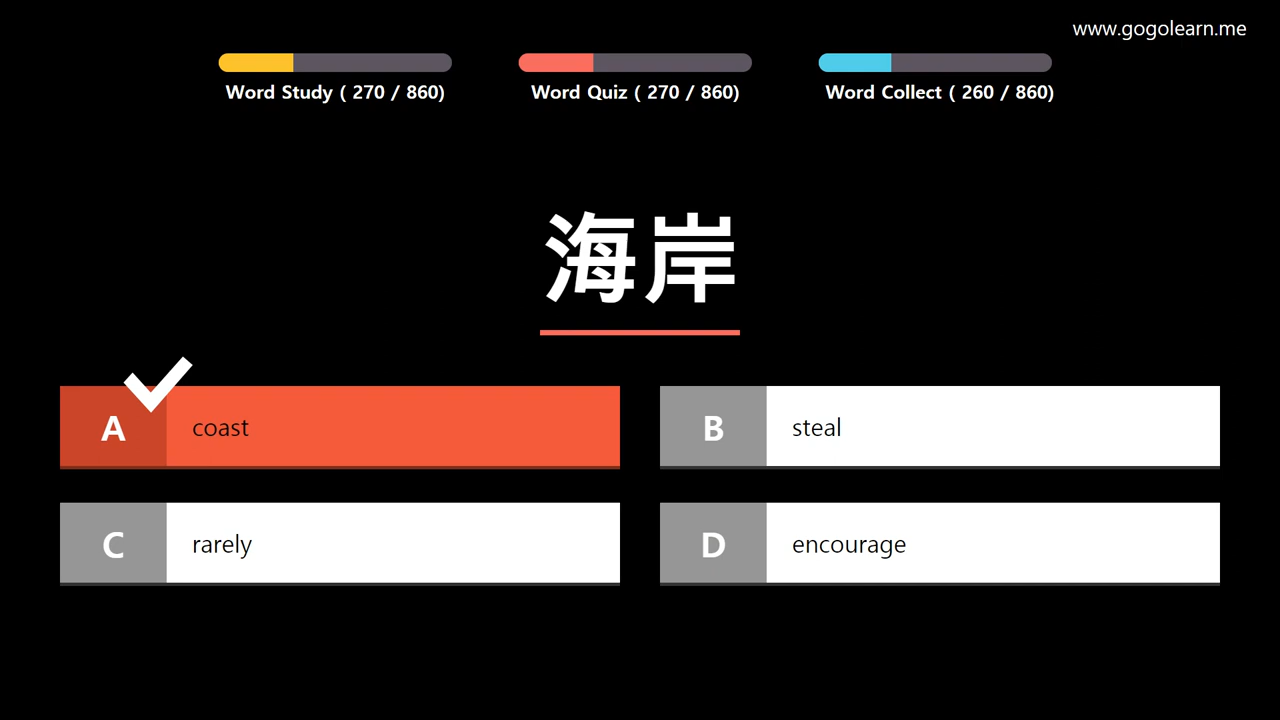 www.gogolearn.me
Word Study ( 270 / 860)
Word Quiz ( 270 / 860)
Word Collect ( 260 / 860)
海岸
A coast
B steal
C rarely
D encourage